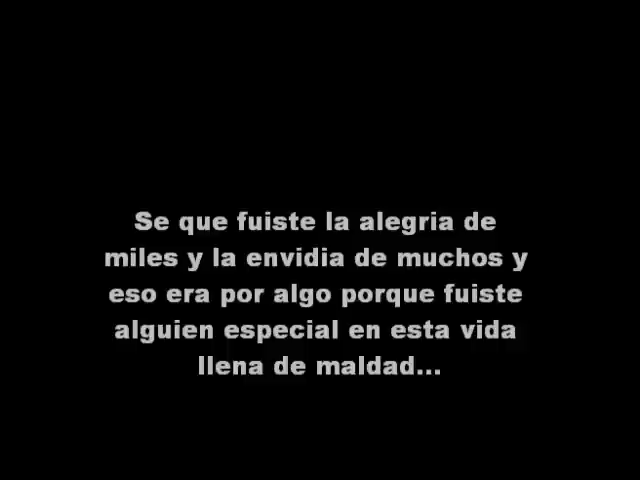 Se que fuiste la alegria de
miles y la envidia de muchos y
eso era por algo porque fuiste
alguien especial en esta vida
llena de maldad...